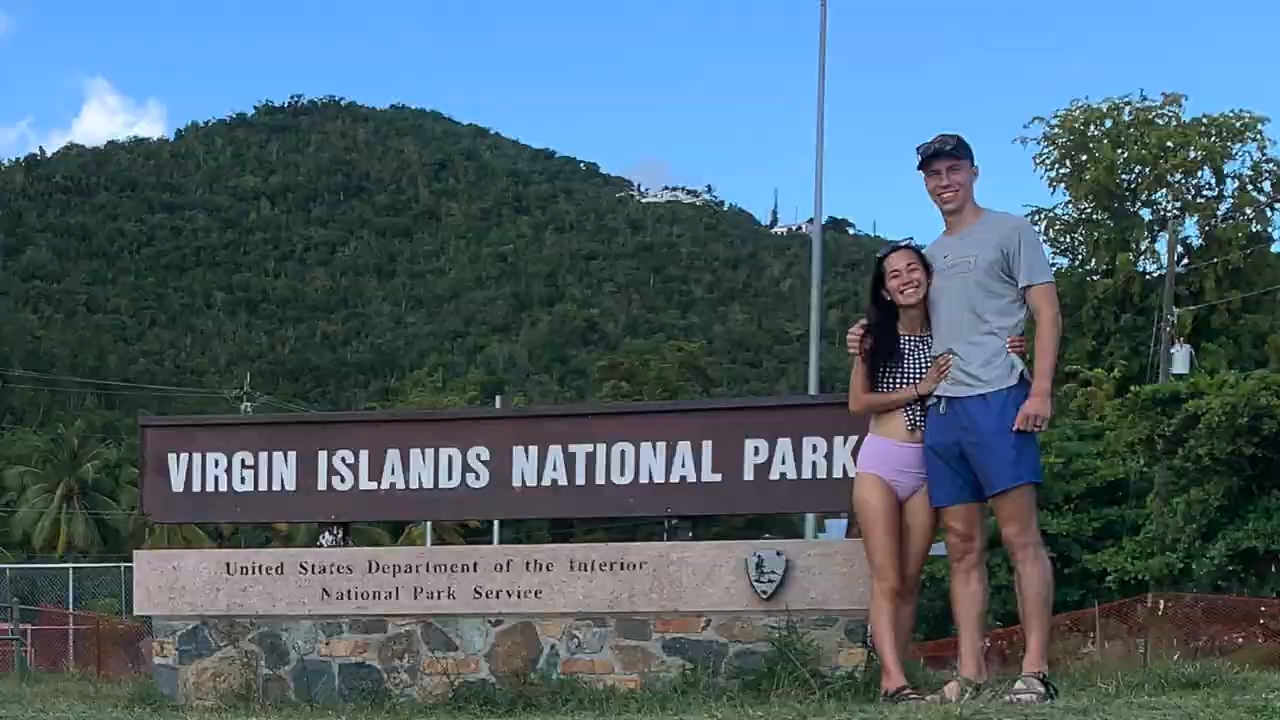 VIRGIN ISLANDS NATIONAL PARK
United States Department of the Interior
National Park Service